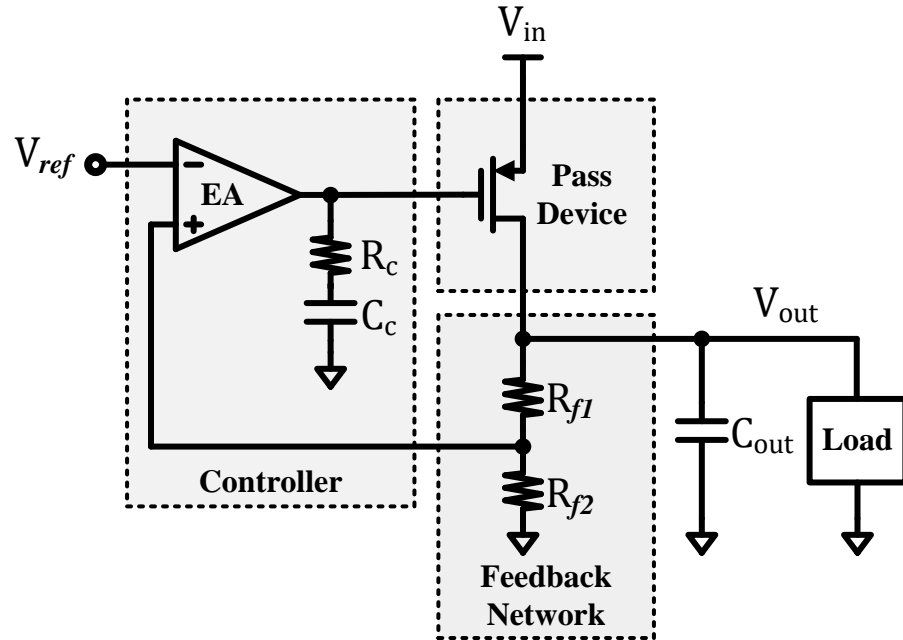 V_in
V_ref
−
EA
+
Pass
Device
R_c
C_c
V_out
R_f1
C_out
Load
Controller
R_f2
Feedback
Network